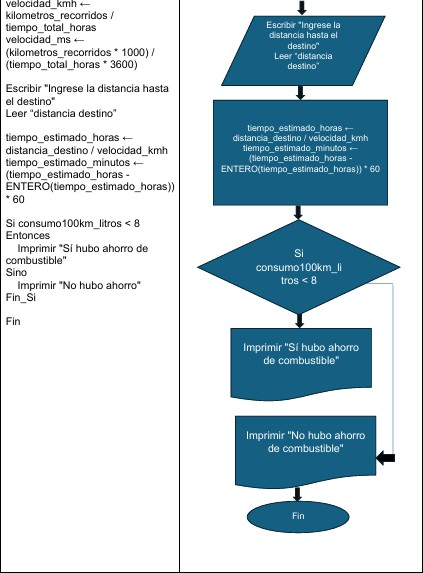 velocidad_kmh ←
kilometros_recorridos /
tiempo_total_horas
velocidad_ms ←
(kilometros_recorridos * 1000) /
(tiempo_total_horas * 3600)
Escribir "Ingrese la distancia hasta
el destino"
Leer “distancia_destino”
tiempo_estimado_horas ←
distancia_destino / velocidad_kmh
tiempo_estimado_minutos ←
(tiempo_estimado_horas -
ENTERO(tiempo_estimado_horas))
* 60
Si consumo100km_litros < 8
Entonces
Imprimir "Sí hubo ahorro de
combustible"
Sino
Imprimir "No hubo ahorro"
Fin_Si
Fin
Escribir "Ingrese la
distancia hasta el
destino"
Leer “distancia
destino”
tiempo_estimado_horas ←
distancia_destino / velocidad_kmh
tiempo_estimado_minutos ←
(tiempo_estimado_horas -
ENTERO(tiempo_estimado_horas)) * 60
Si
consumo100km_li
tros < 8
Imprimir "Sí hubo ahorro
de combustible"
Imprimir "No hubo ahorro
de combustible"
Fin